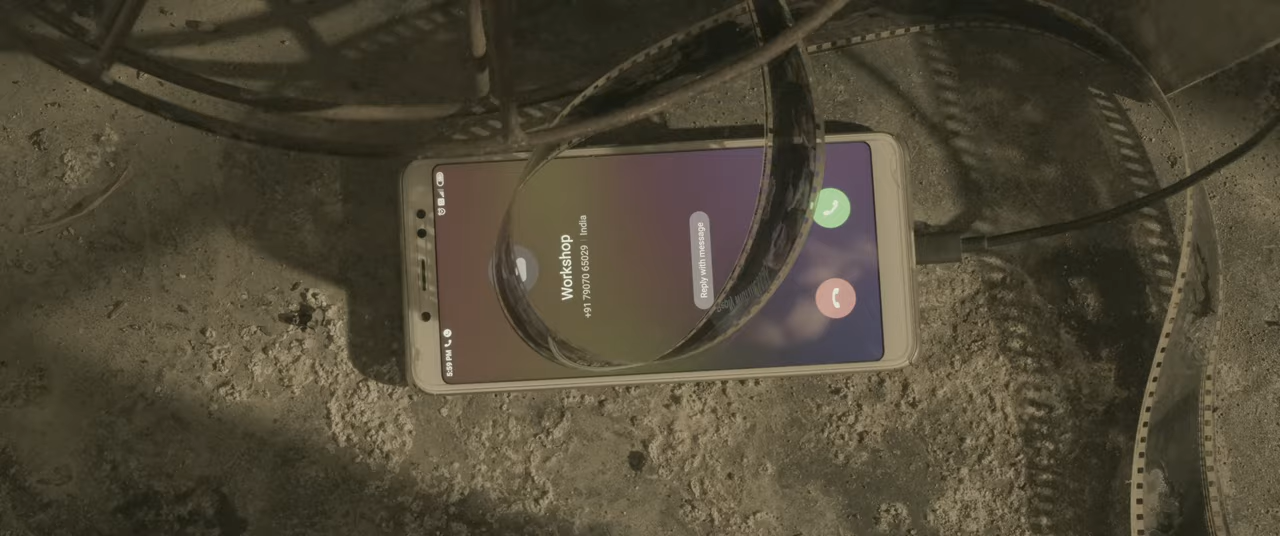 5:59 PM
Workshop
+91 79070 65029 | India
Reply with message